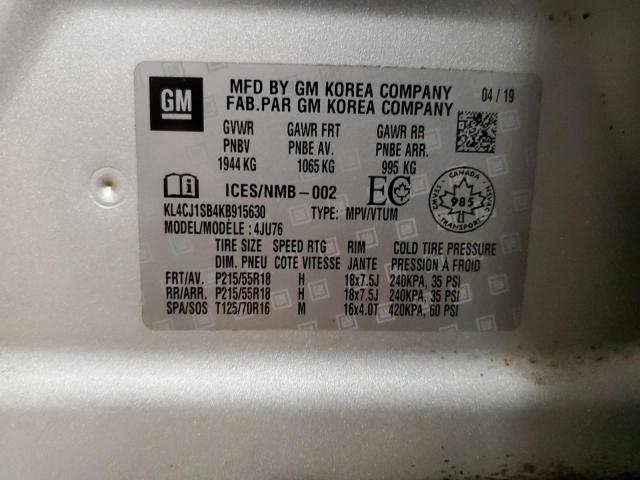 GM
MFD BY GM KOREA COMPANY
FAB.PAR GM KOREA COMPANY
04 / 19
GVWR GAWR FRT GAWR RR
PNBV PNBE AV. PNBE ARR.
1944 KG 1065 KG 995 KG
ICES/NMB-002 EC
CANADA
CMVSS 985 NSVAC
TRANSPORT
KL4CJ1SB4KB915630 TYPE: MPV/VTUM
MODEL/MODÈLE : 4JU76
TIRE SIZE SPEED RTG RIM COLD TIRE PRESSURE
DIM. PNEU COTE VITESSE JANTE PRESSION À FROID
FRT/AV. P215/55R18 H 18x7.5J 240KPA, 35 PSI
RR/ARR. P215/55R18 H 18x7.5J 240KPA, 35 PSI
SPA/SOS T125/70R16 M 16x4.0T 420KPA, 60 PSI